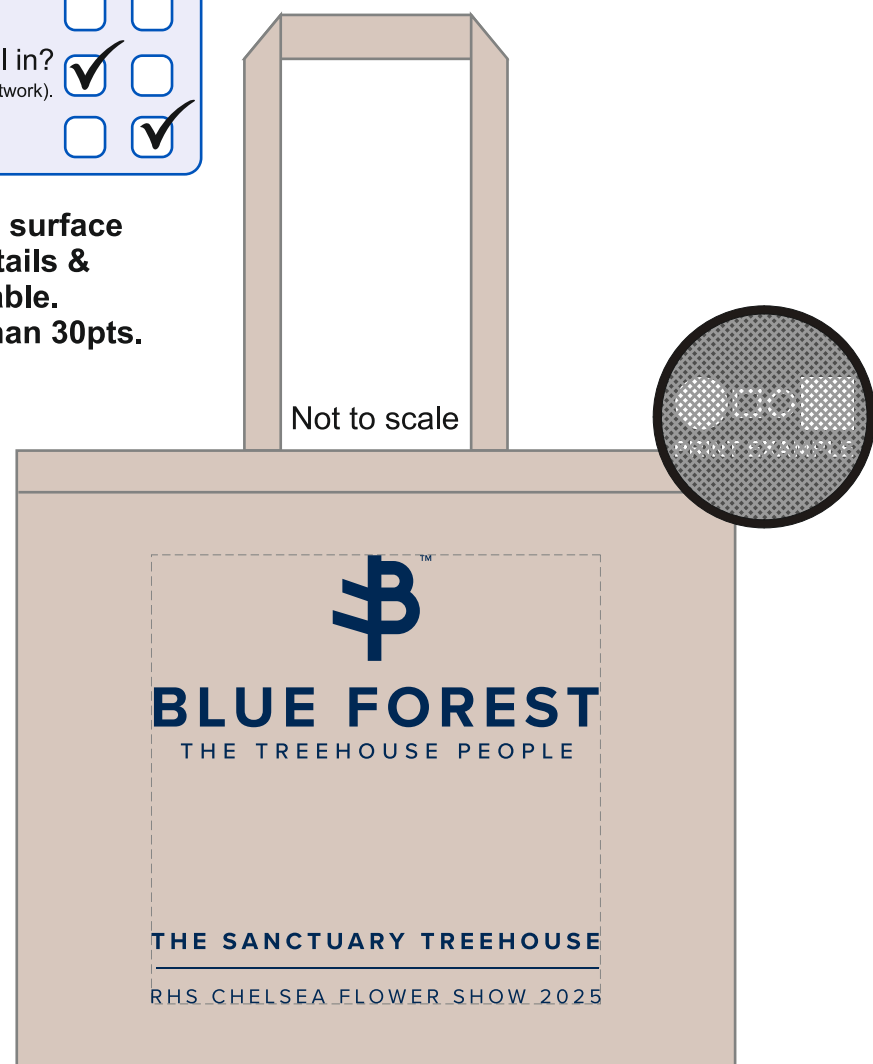 l in?
twork).
surface
tails &
able.
han 30pts.
Not to scale
PRINT EXAMPLE
B™
BLUE FOREST
THE TREEHOUSE PEOPLE
THE SANCTUARY TREEHOUSE
RHS CHELSEA FLOWER SHOW 2025